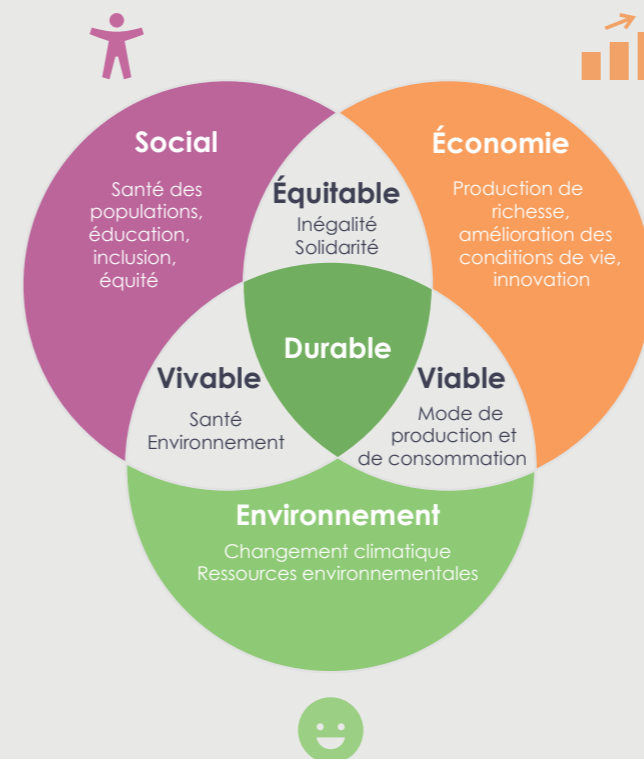 Social
Santé des
populations,
éducation,
inclusion,
équité
Économie
Production de
richesse,
amélioration des
conditions de vie,
innovation
Équitable
Inégalité
Solidarité
Durable
Vivable
Santé
Environnement
Viable
Mode de
production et
de consommation
Environnement
Changement climatique
Ressources environnementales